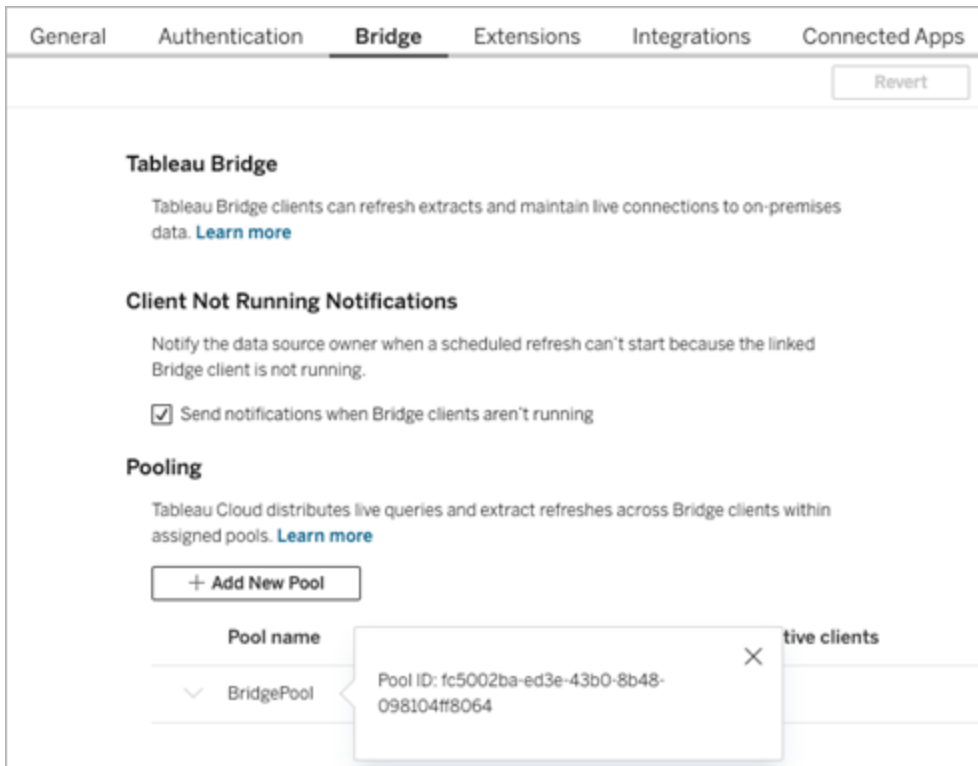 General Authentication Bridge Extensions Integrations Connected Apps
Revert
Tableau Bridge
Tableau Bridge clients can refresh extracts and maintain live connections to on-premises
data. Learn more
Client Not Running Notifications
Notify the data source owner when a scheduled refresh can't start because the linked
Bridge client is not running.
Send notifications when Bridge clients aren't running
Pooling
Tableau Cloud distributes live queries and extract refreshes across Bridge clients within
assigned pools. Learn more
+ Add New Pool
Pool name tive clients
BridgePool
Pool ID: fc5002ba-ed3e-43b0-8b48-
098104ff8064